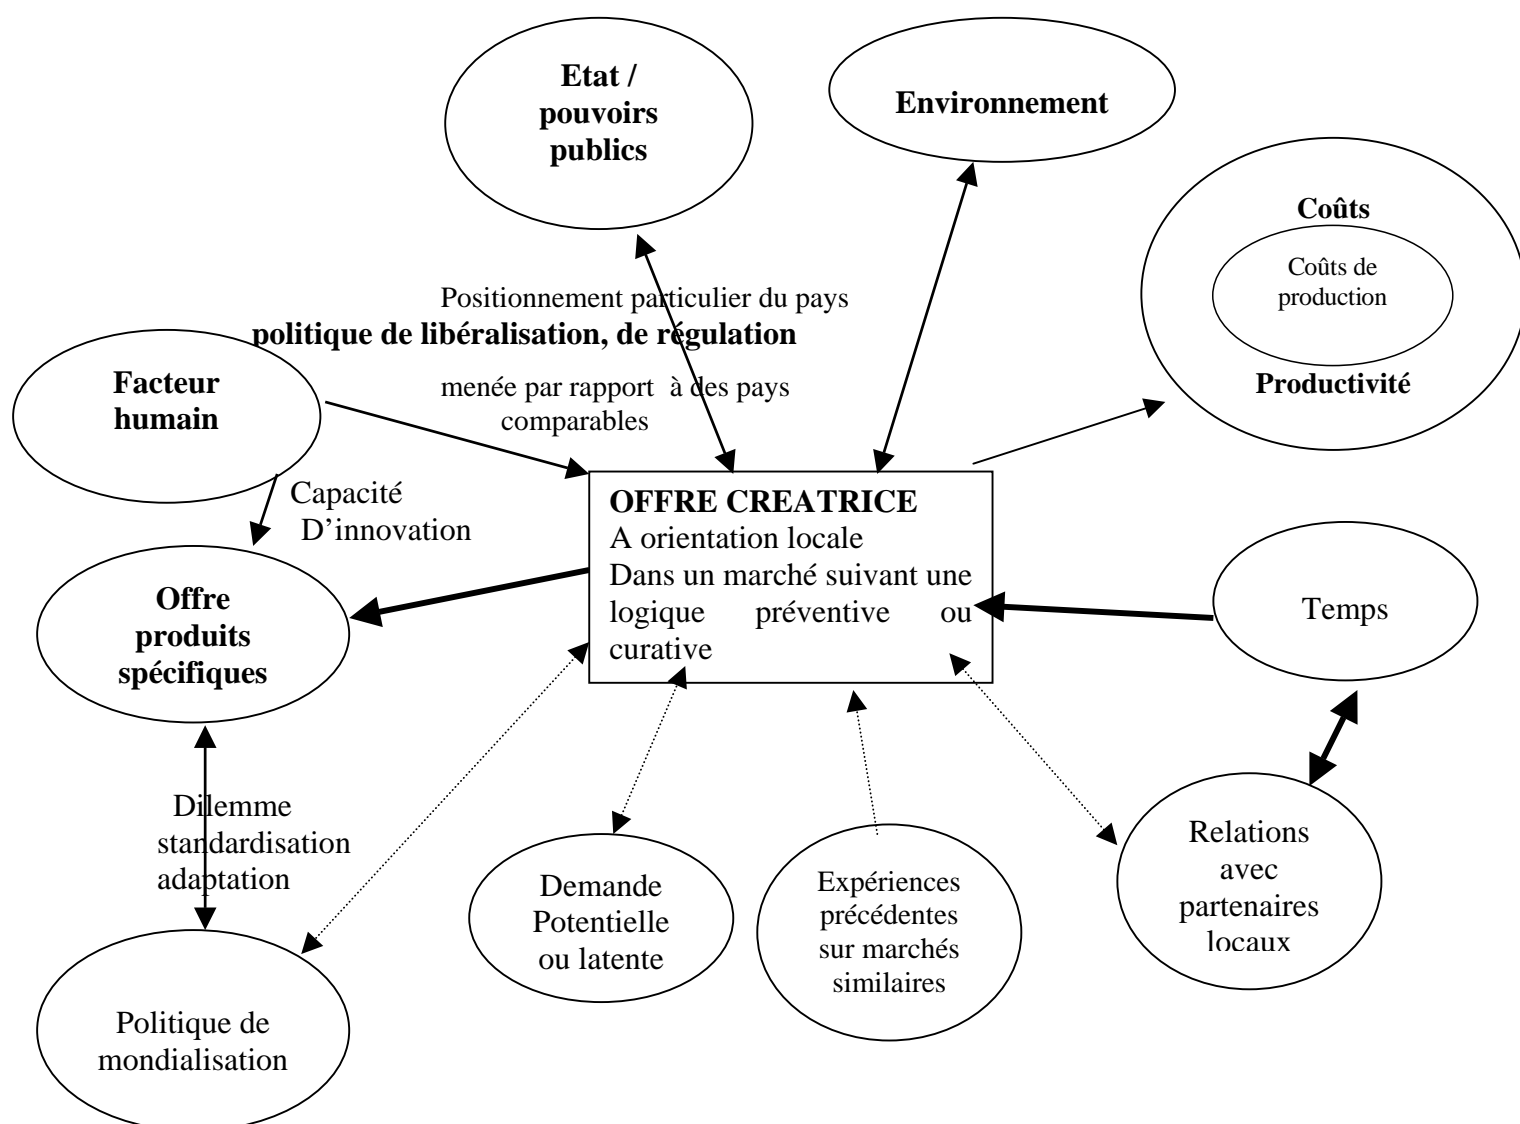 Etat /
pouvoirs
publics
Environnement
Coûts
Coûts de
production
Productivité
Positionnement particulier du pays
politique de libéralisation, de régulation
menée par rapport à des pays
comparables
Facteur
humain
Capacité
D’innovation
OFFRE CREATRICE
A orientation locale
Dans un marché suivant une
logique préventive ou
curative
Offre
produits
spécifiques
Temps
Dilemme
standardisation
adaptation
Relations
avec
partenaires
locaux
Demande
Potentielle
ou latente
Expériences
précédentes
sur marchés
similaires
Politique de
mondialisation